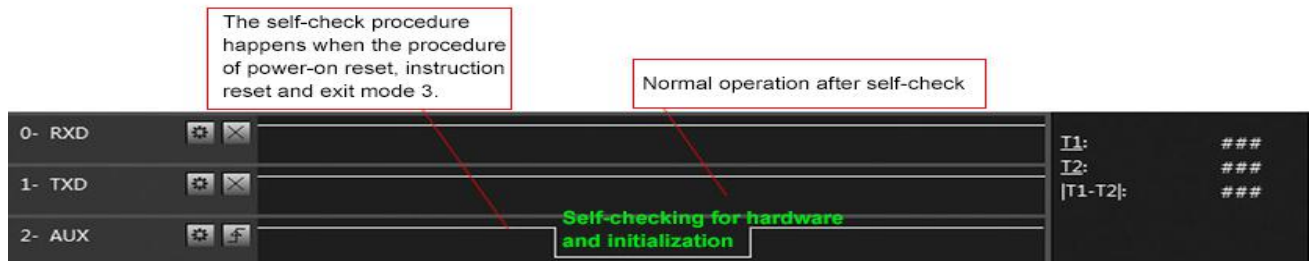 The self-check procedure
happens when the procedure
of power-on reset, instruction
reset and exit mode 3.
Normal operation after self-check
0- RXD
1- TXD
2- AUX
Self-checking for hardware
and initialization
T1: ###
T2: ###
|T1-T2|: ###